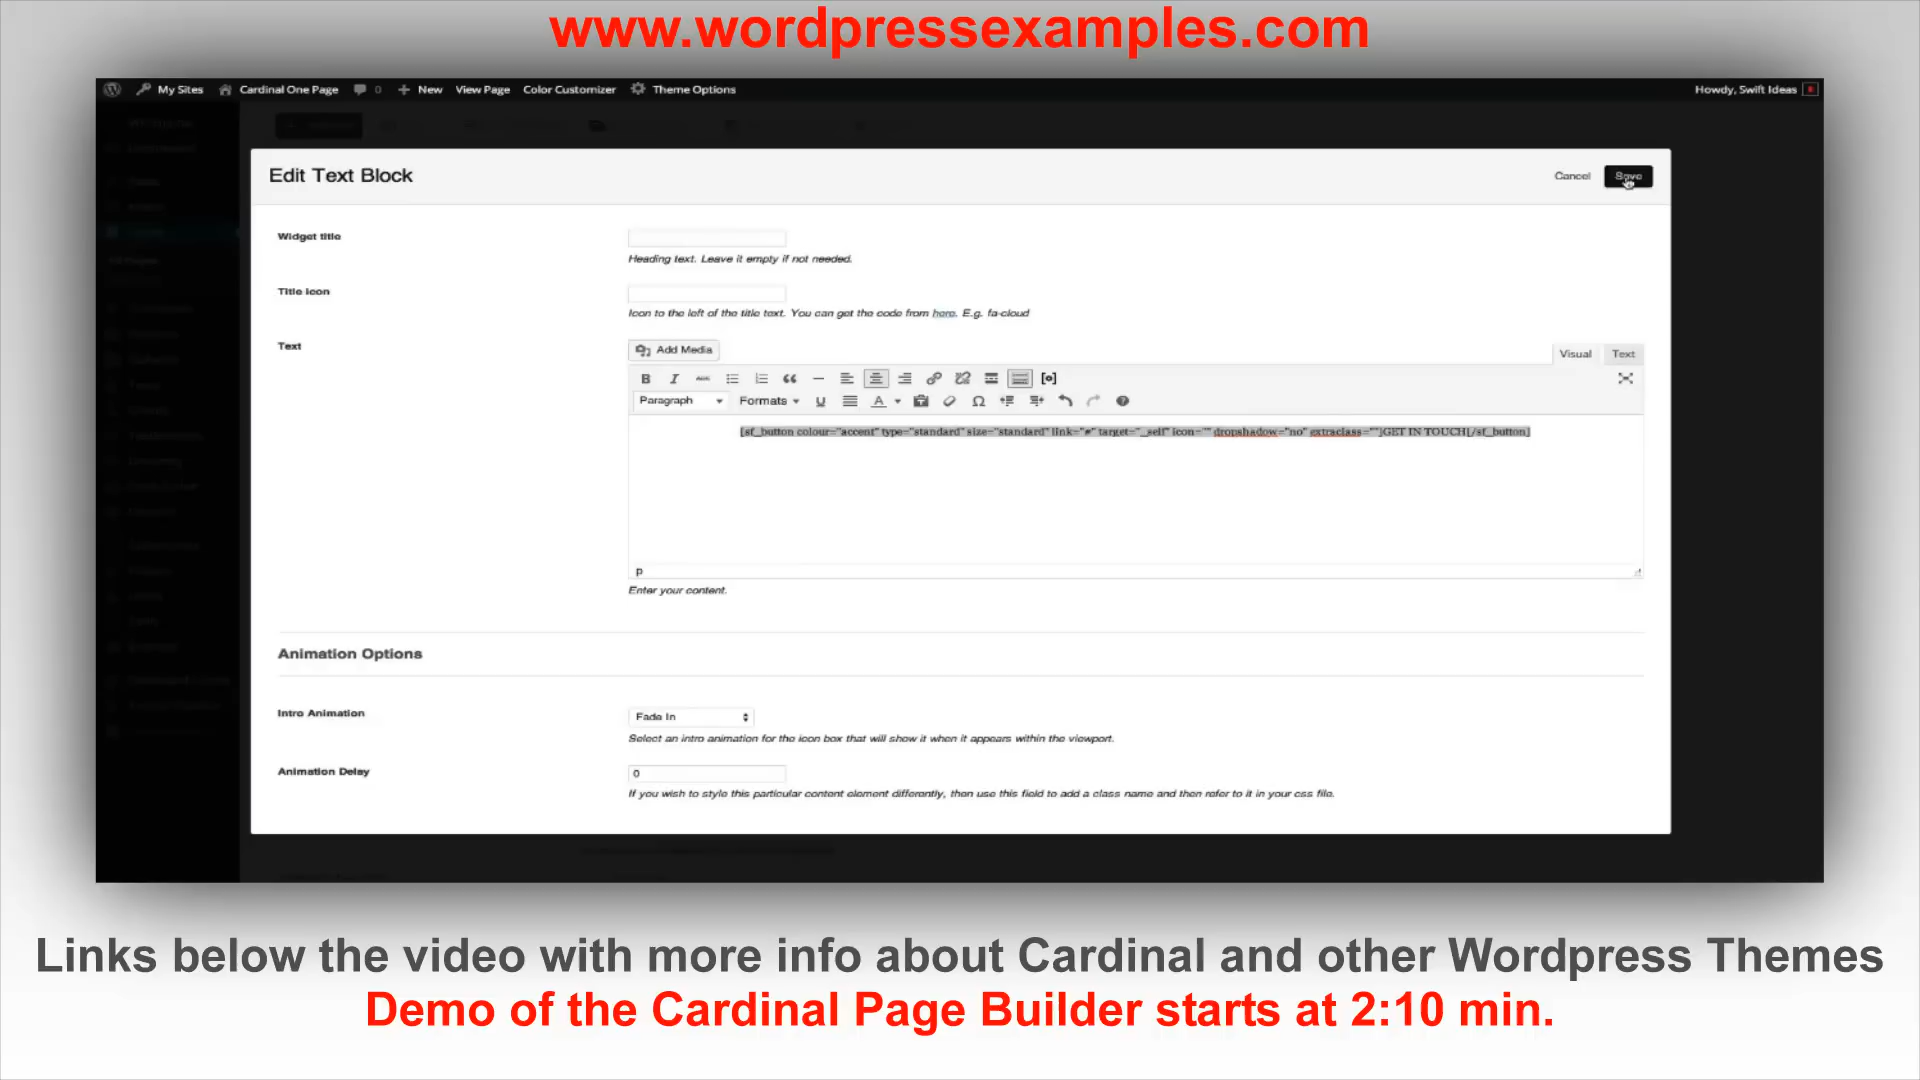 www.wordpressexamples.com
My Sites Cardinal One Page 0 New View Page Color Customizer Theme Options Howdy, Swift Ideas
Edit Text Block Cancel Save
Widget title
Heading text. Leave it empty if not needed.
Title Icon
Icon to the left of the title text. You can get the code from here. E.g. fa-cloud
Text Add Media Visual Text
B I ABC
Paragraph Formats U A Ω
[sf_button colour="accent" type="standard" size="standard" link="#" target="_self" icon="" dropshadow="no" extraclass=""]GET IN TOUCH[/sf_button]
p
Enter your content.
Animation Options
Intro Animation Fade In
Select an intro animation for the icon box that will show it when it appears within the viewport.
Animation Delay 0
If you wish to style this particular content element differently, then use this field to add a class name and then refer to it in your css file.
Links below the video with more info about Cardinal and other Wordpress Themes
Demo of the Cardinal Page Builder starts at 2:10 min.